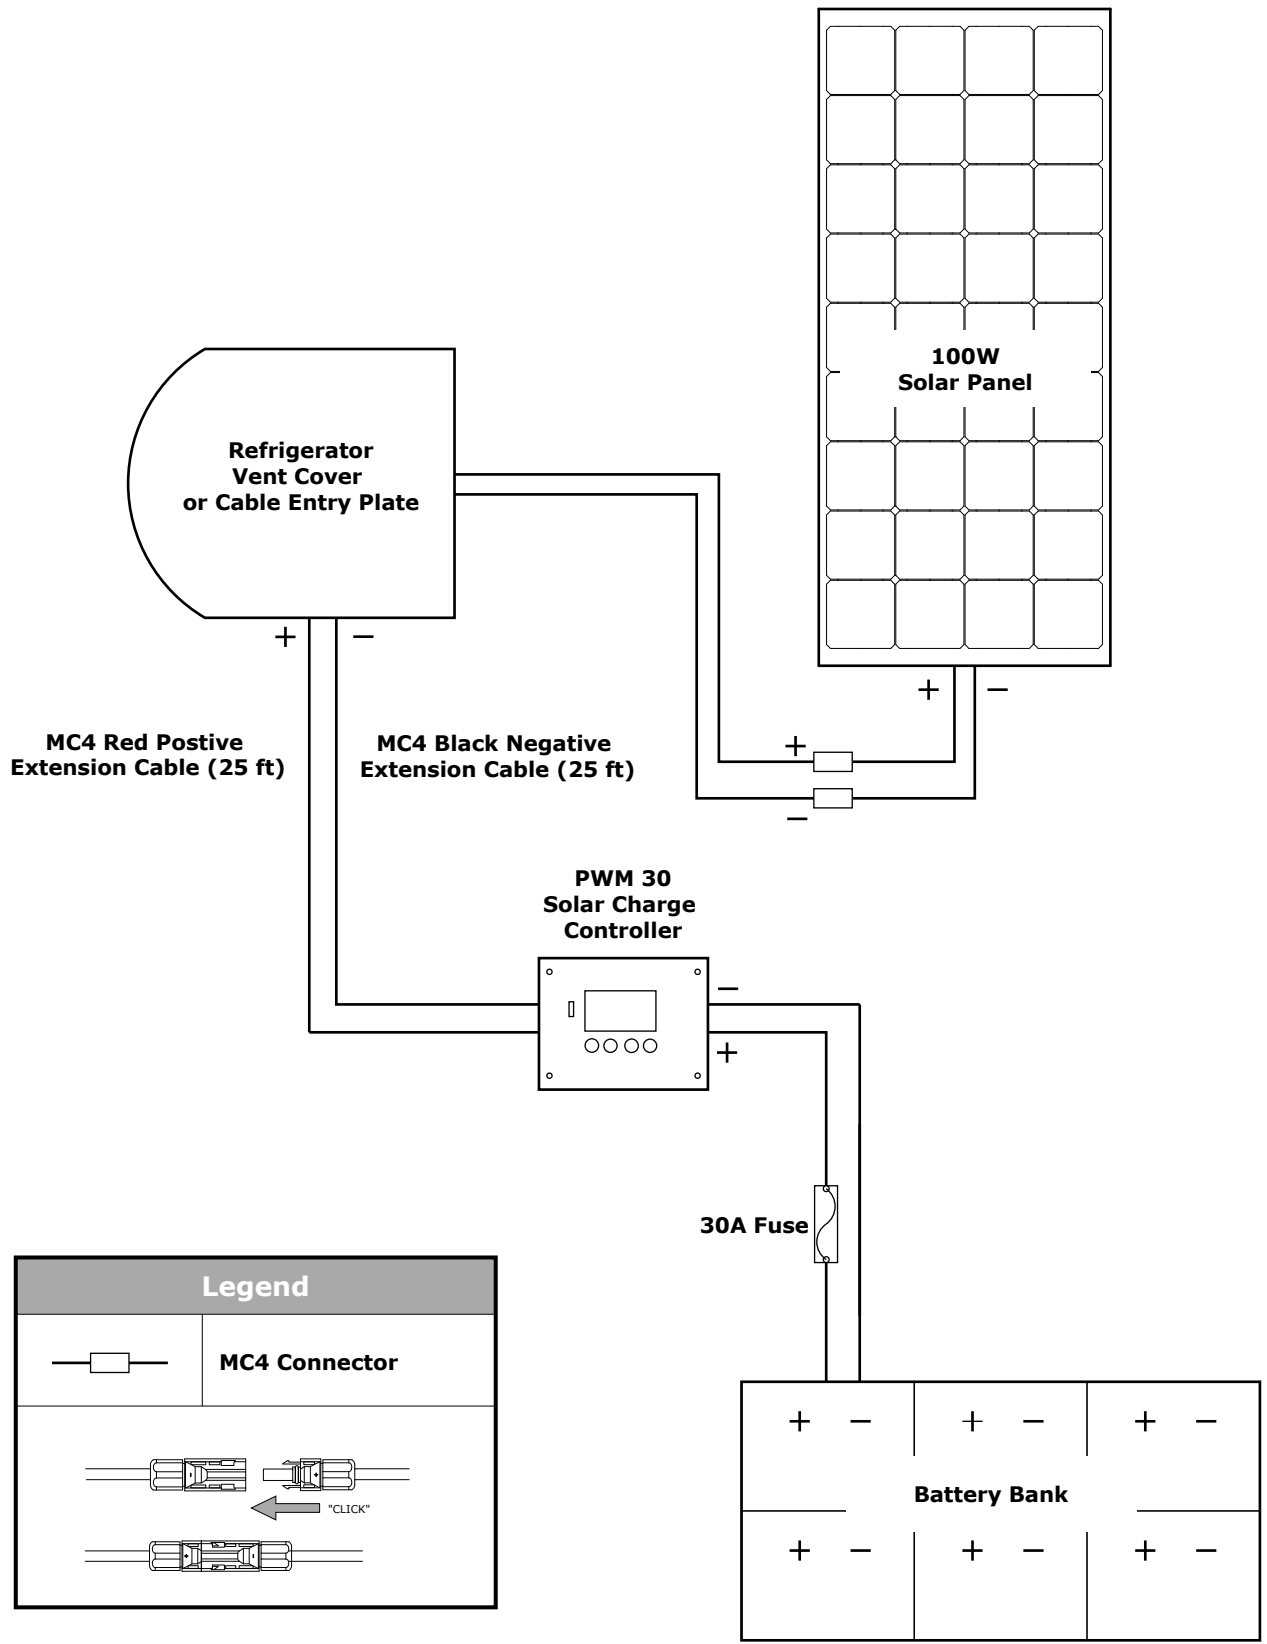 100W
Solar Panel
Refrigerator
Vent Cover
or Cable Entry Plate
+ −
+ −
MC4 Red Postive
Extension Cable (25 ft)
MC4 Black Negative
Extension Cable (25 ft)
+
−
PWM 30
Solar Charge
Controller
−
+
30A Fuse
Legend
MC4 Connector
- +
"CLICK"
+ -
+ − + − + −
Battery Bank
+ − + − + −